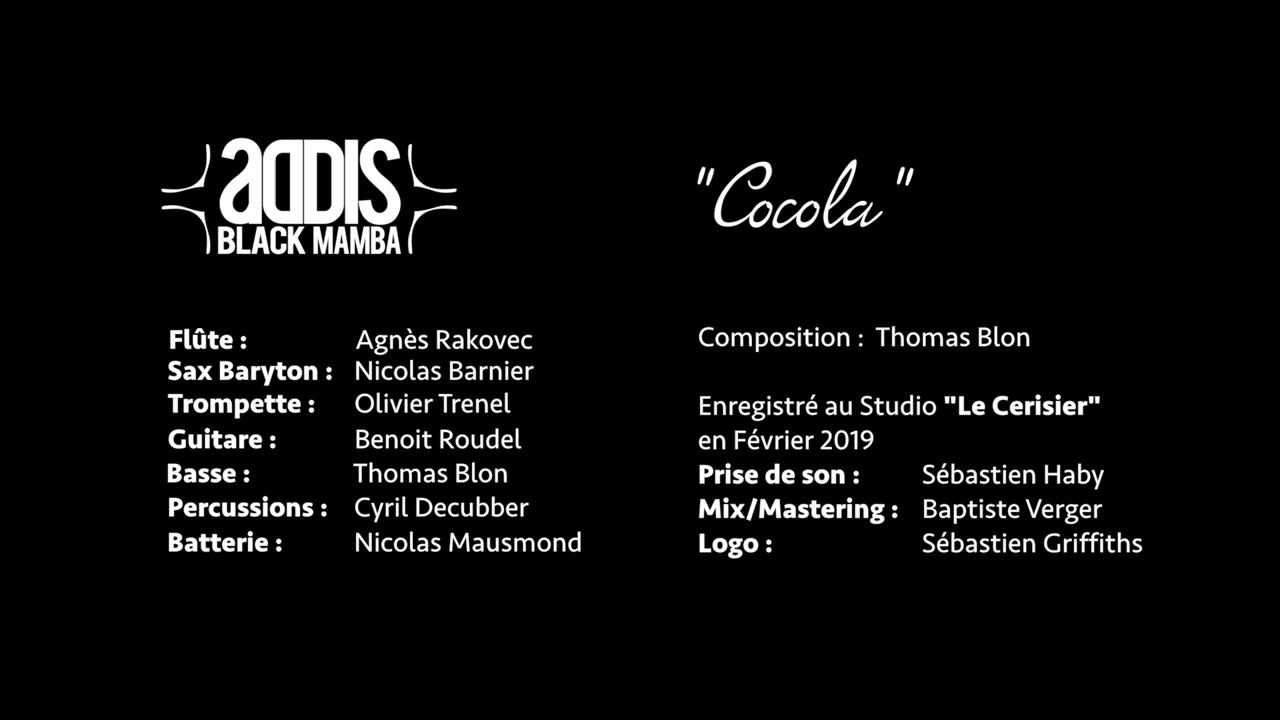 ADDIS
BLACK MAMBA
"Cocola"
Flûte : Agnès Rakovec
Sax Baryton : Nicolas Barnier
Trompette : Olivier Trenel
Guitare : Benoit Roudel
Basse : Thomas Blon
Percussions : Cyril Decubber
Batterie : Nicolas Mausmond
Composition : Thomas Blon
Enregistré au Studio "Le Cerisier"
en Février 2019
Prise de son : Sébastien Haby
Mix/Mastering : Baptiste Verger
Logo : Sébastien Griffiths